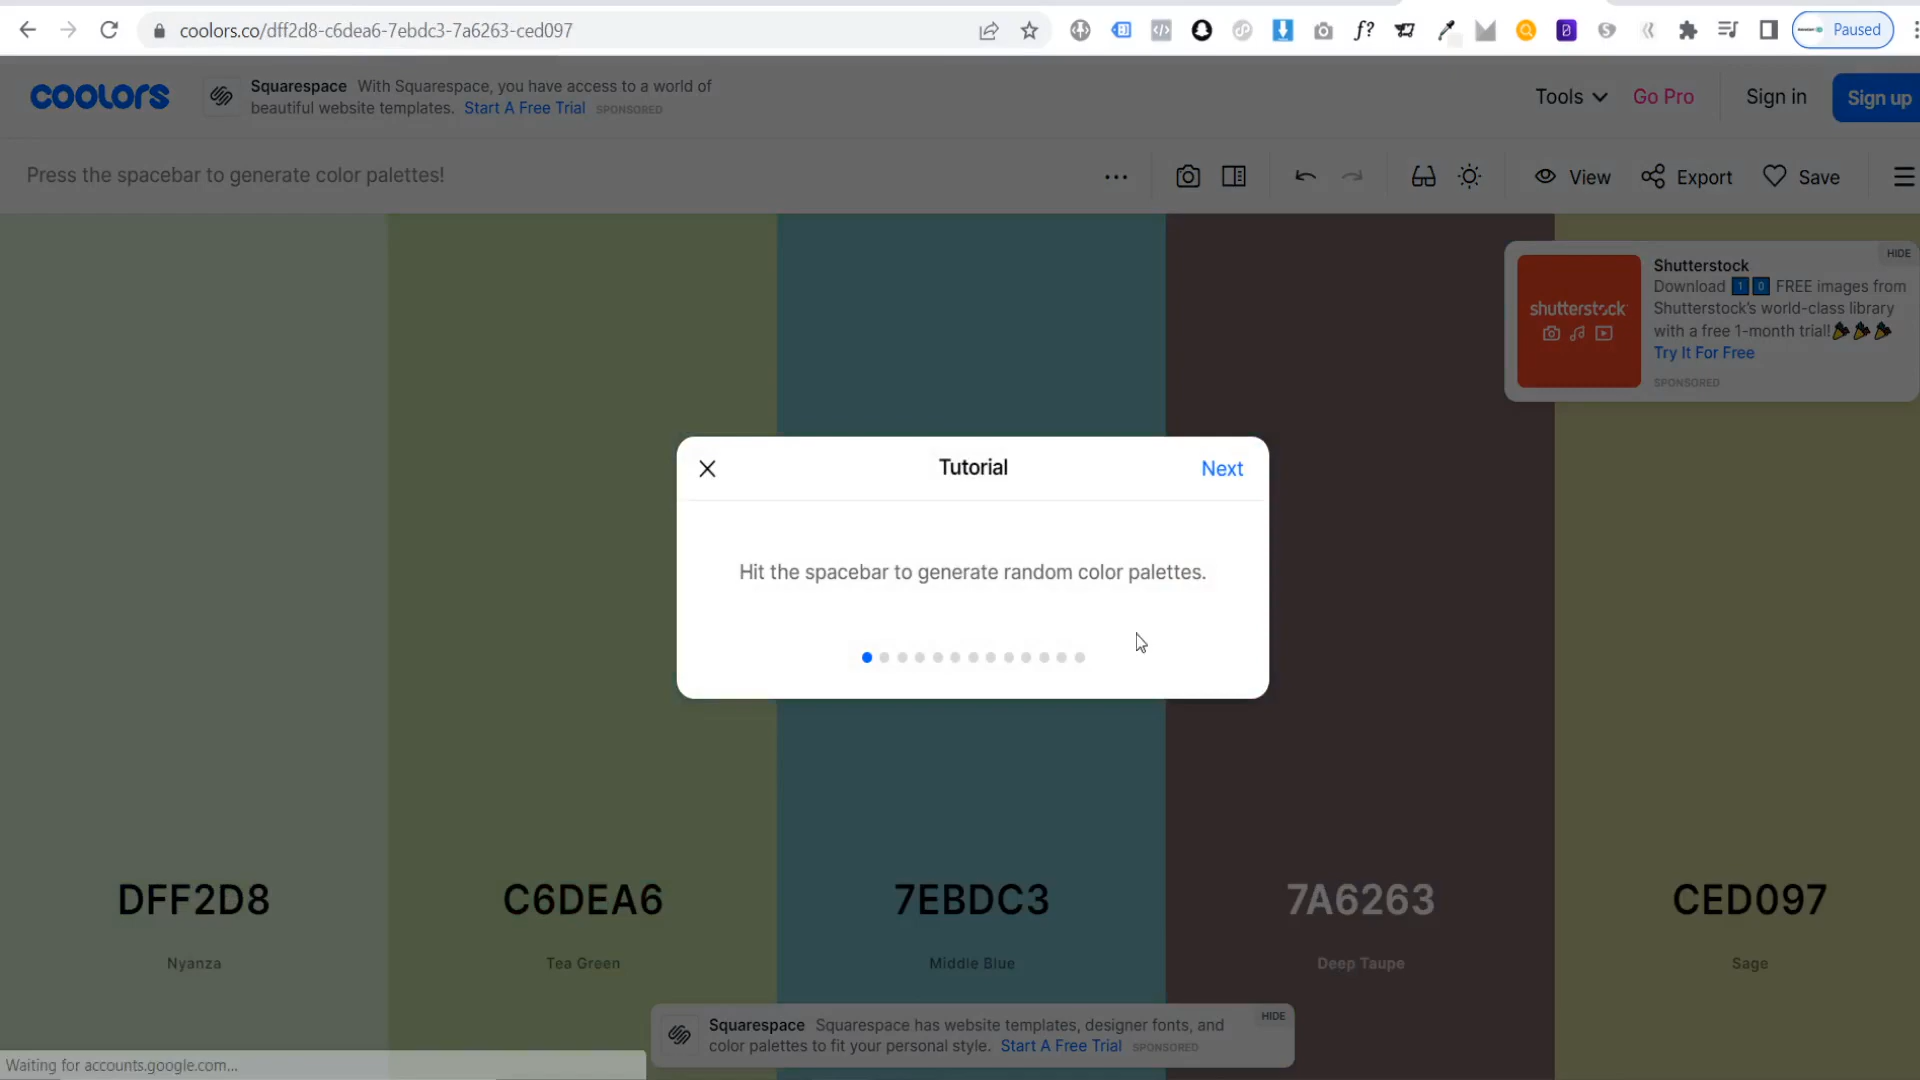 coolors.co/dff2d8-c6dea6-7ebdc3-7a6263-ced097
f?
Paused
coolors
Squarespace With Squarespace, you have access to a world of
beautiful website templates. Start A Free Trial SPONSORED
Tools
Go Pro
Sign in
Sign up
Press the spacebar to generate color palettes!
View
Export
Save
HIDE
shutterstock
Shutterstock
Download 1 0 FREE images from
Shutterstock's world-class library
with a free 1-month trial!
Try It For Free
SPONSORED
Tutorial
Next
Hit the spacebar to generate random color palettes.
DFF2D8
C6DEA6
7EBDC3
7A6263
CED097
Nyanza
Tea Green
Middle Blue
Deep Taupe
Sage
Squarespace Squarespace has website templates, designer fonts, and
color palettes to fit your personal style. Start A Free Trial SPONSORED
HIDE
Waiting for accounts.google.com...